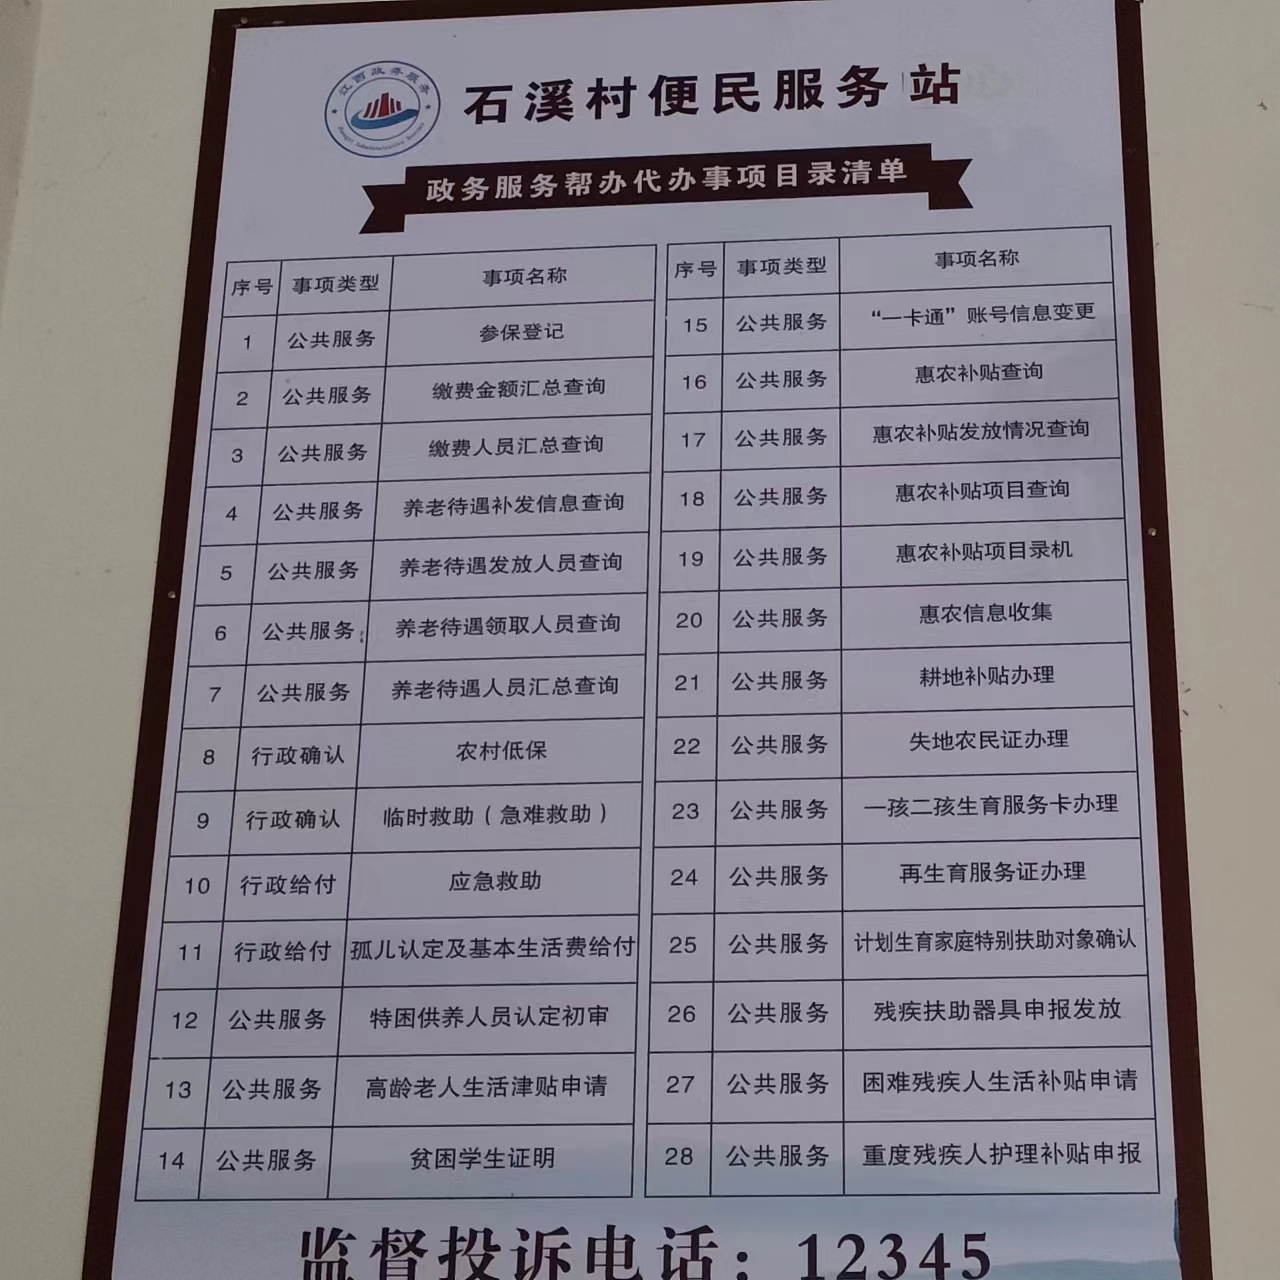 江西政务服务
Jiangxi Administrative Service
石溪村便民服务站
政务服务帮办代办事项目录清单
序号 事项类型 事项名称
1 公共服务 参保登记
2 公共服务 缴费金额汇总查询
3 公共服务 缴费人员汇总查询
4 公共服务 养老待遇补发信息查询
5 公共服务 养老待遇发放人员查询
6 公共服务 养老待遇领取人员查询
7 公共服务 养老待遇人员汇总查询
8 行政确认 农村低保
9 行政确认 临时救助（急难救助）
10 行政给付 应急救助
11 行政给付 孤儿认定及基本生活费给付
12 公共服务 特困供养人员认定初审
13 公共服务 高龄老人生活津贴申请
14 公共服务 贫困学生证明
序号 事项类型 事项名称
15 公共服务 “一卡通”账号信息变更
16 公共服务 惠农补贴查询
17 公共服务 惠农补贴发放情况查询
18 公共服务 惠农补贴项目查询
19 公共服务 惠农补贴项目录机
20 公共服务 惠农信息收集
21 公共服务 耕地补贴办理
22 公共服务 失地农民证办理
23 公共服务 一孩二孩生育服务卡办理
24 公共服务 再生育服务证办理
25 公共服务 计划生育家庭特别扶助对象确认
26 公共服务 残疾扶助器具申报发放
27 公共服务 困难残疾人生活补贴申请
28 公共服务 重度残疾人护理补贴申报
监督投诉电话：12345